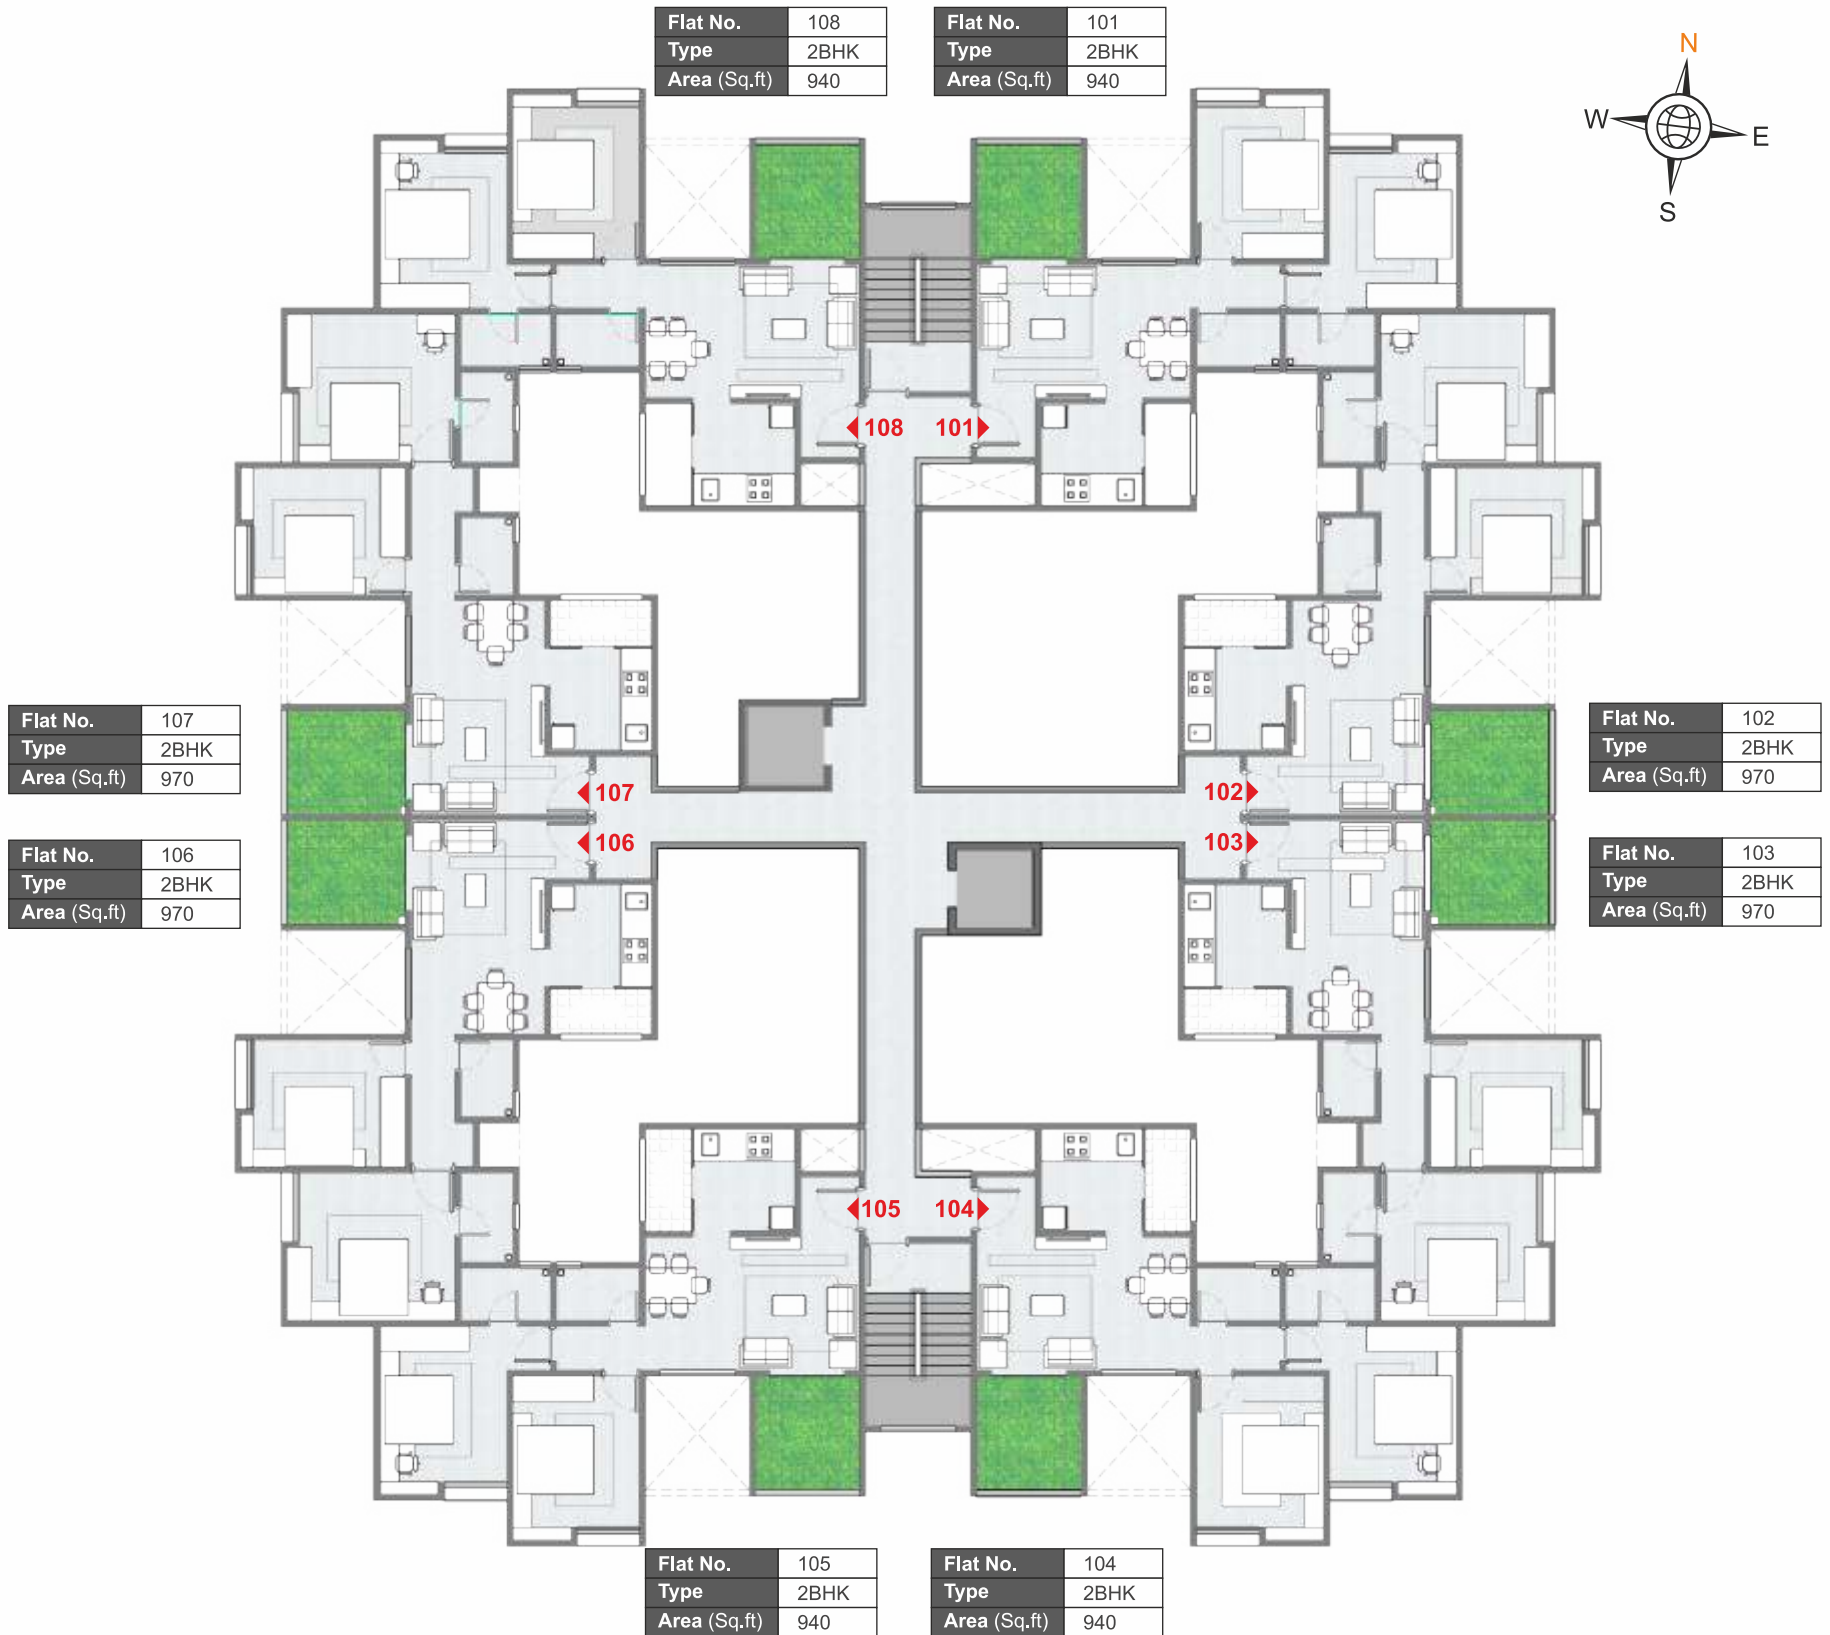 Flat No. 108
Type 2BHK
Area (Sq.ft) 940
Flat No. 101
Type 2BHK
Area (Sq.ft) 940
N
W
E
S
108
101
Flat No. 107
Type 2BHK
Area (Sq.ft) 970
Flat No. 102
Type 2BHK
Area (Sq.ft) 970
107
102
106
103
Flat No. 106
Type 2BHK
Area (Sq.ft) 970
Flat No. 103
Type 2BHK
Area (Sq.ft) 970
105
104
Flat No. 105
Type 2BHK
Area (Sq.ft) 940
Flat No. 104
Type 2BHK
Area (Sq.ft) 940